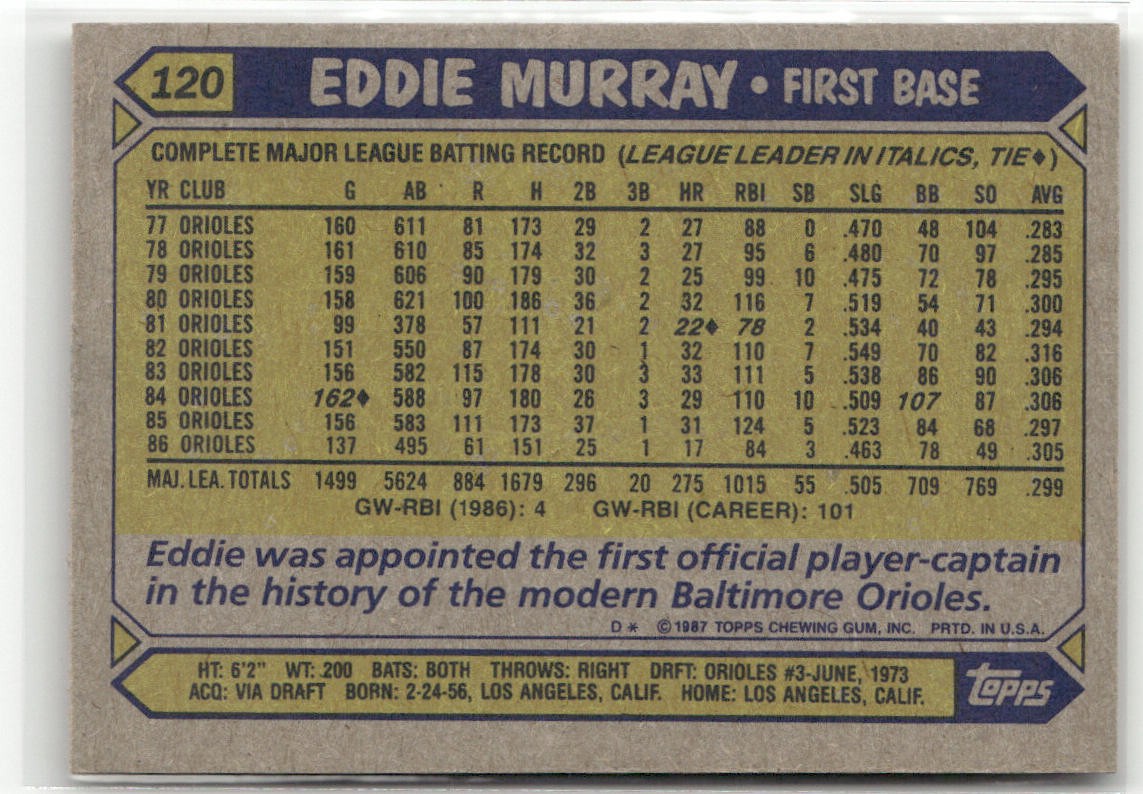 120 EDDIE MURRAY • FIRST BASE
COMPLETE MAJOR LEAGUE BATTING RECORD (LEAGUE LEADER IN ITALICS, TIE♦)
YR CLUB G AB R H 2B 3B HR RBI SB SLG BB SO AVG
77 ORIOLES 160 611 81 173 29 2 27 88 0 .470 48 104 .283
78 ORIOLES 161 610 85 174 32 3 27 95 6 .480 70 97 .285
79 ORIOLES 159 606 90 179 30 2 25 99 10 .475 72 78 .295
80 ORIOLES 158 621 100 186 36 2 32 116 7 .519 54 71 .300
81 ORIOLES 99 378 57 111 21 2 22♦ 78 2 .534 40 43 .294
82 ORIOLES 151 550 87 174 30 1 32 110 7 .549 70 82 .316
83 ORIOLES 156 582 115 178 30 3 33 111 5 .538 86 90 .306
84 ORIOLES 162♦ 588 97 180 26 3 29 110 10 .509 107 87 .306
85 ORIOLES 156 583 111 173 37 1 31 124 5 .523 84 68 .297
86 ORIOLES 137 495 61 151 25 1 17 84 3 .463 78 49 .305
MAJ. LEA. TOTALS 1499 5624 884 1679 296 20 275 1015 55 .505 709 769 .299
GW-RBI (1986): 4 GW-RBI (CAREER): 101
Eddie was appointed the first official player-captain
in the history of the modern Baltimore Orioles.
D* ©1987 TOPPS CHEWING GUM, INC. PRTD. IN U.S.A.
HT: 6'2" WT: 200 BATS: BOTH THROWS: RIGHT DRFT: ORIOLES #3-JUNE, 1973
ACQ: VIA DRAFT BORN: 2-24-56, LOS ANGELES, CALIF. HOME: LOS ANGELES, CALIF.
TOPPS